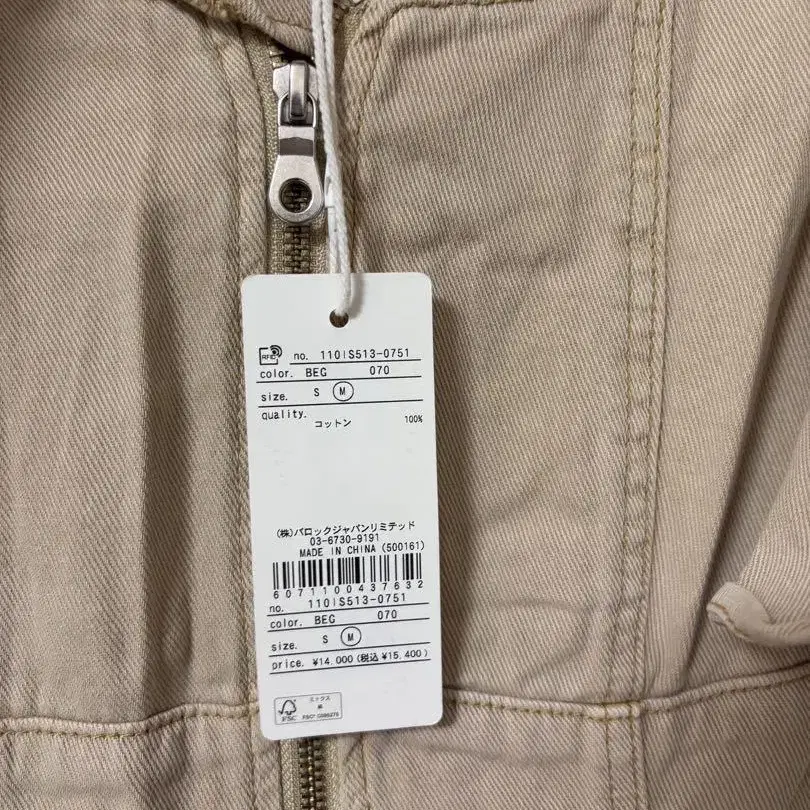 RFID
no. 110IS513-0751
color. BEG 070
size. S M
quality.
コットン 100%
(株)バロックジャパンリミテッド
03-6730-9191
MADE IN CHINA (500161)
6071100437632
no. 110IS513-0751
color. BEG 070
size. S M
price. ¥14,000 (税込 ¥15,400)
FSC
ミックス
紙